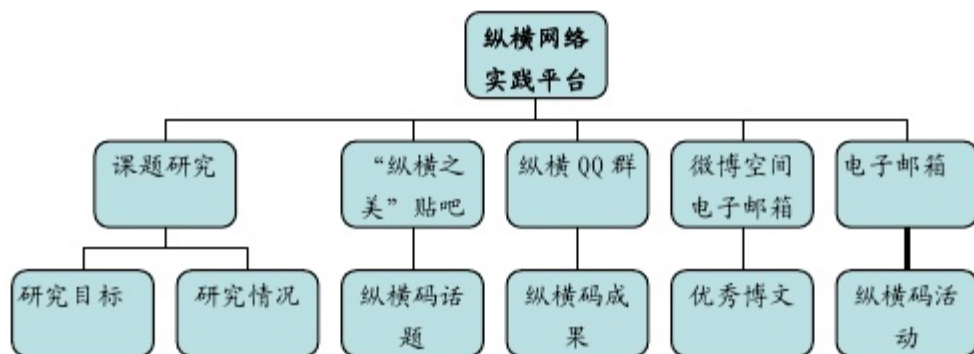 纵横网络
实践平台
课题研究
“纵横之
美”贴吧
纵横 QQ 群
微博空间
电子邮箱
电子邮箱
研究目标
研究情况
纵横码话
题
纵横码成
果
优秀博文
纵横码活
动